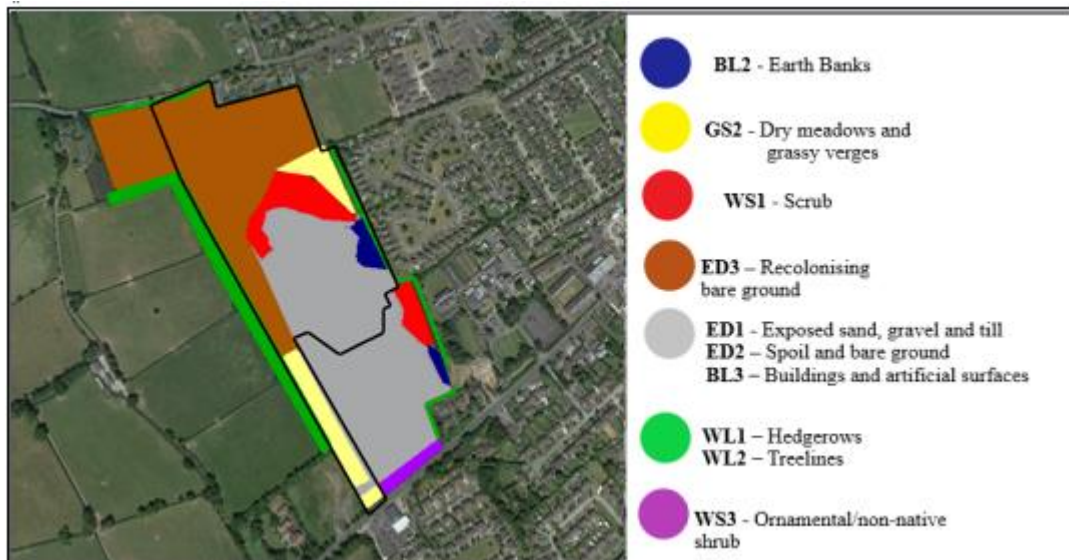 BL2 - Earth Banks
GS2 - Dry meadows and
grassy verges
WS1 - Scrub
ED3 – Recolonising
bare ground
ED1 - Exposed sand, gravel and till
ED2 – Spoil and bare ground
BL3 – Buildings and artificial surfaces
WL1 – Hedgerows
WL2 – Treelines
WS3 - Ornamental/non-native
shrub